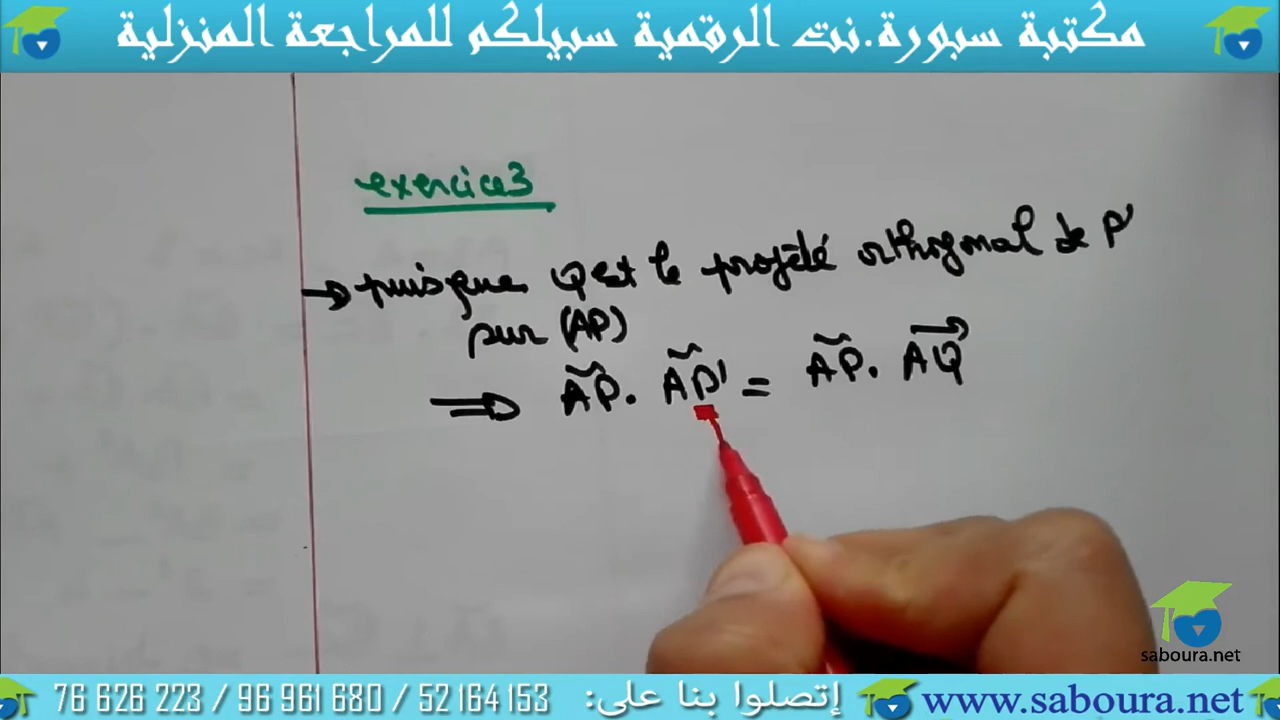 مكتبة سبورة.نت الرقمية سبيلكم للمراجعة المنزلية
exercice3
→ puisque Q est le projeté orthogonal de P'
sur (AP)
⇒ AP. AP' = AP. AQ
saboura.net
76 626 223 / 96 961 680 / 52 164 153 إتصلوا بنا على: www.saboura.net